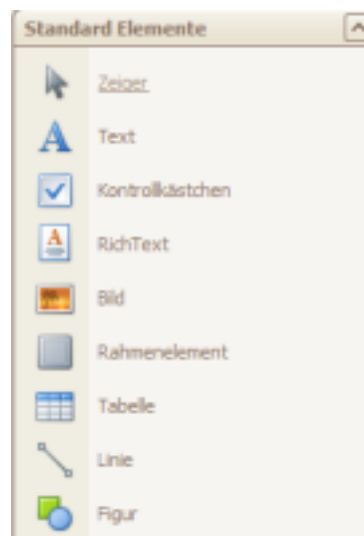 Standard Elemente
Zeiger
Text
Kontrollkästchen
RichText
Bild
Rahmenelement
Tabelle
Linie
Figur